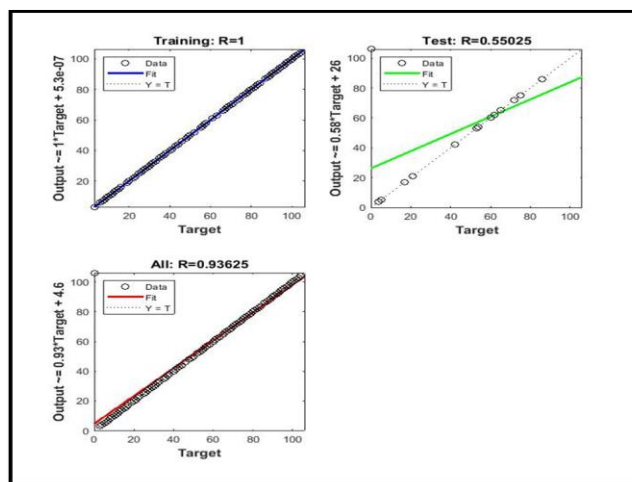 Training: R=1
Output ~= 1*Target + 5.3e-07
100
80
60
40
20
Data
Fit
Y = T
20 40 60 80 100
Target
Test: R=0.55025
Output ~= 0.58*Target + 26
100
80
60
40
20
0
Data
Fit
Y = T
0 20 40 60 80 100
Target
All: R=0.93625
Output ~= 0.93*Target + 4.6
100
80
60
40
20
0
Data
Fit
Y = T
0 20 40 60 80 100
Target